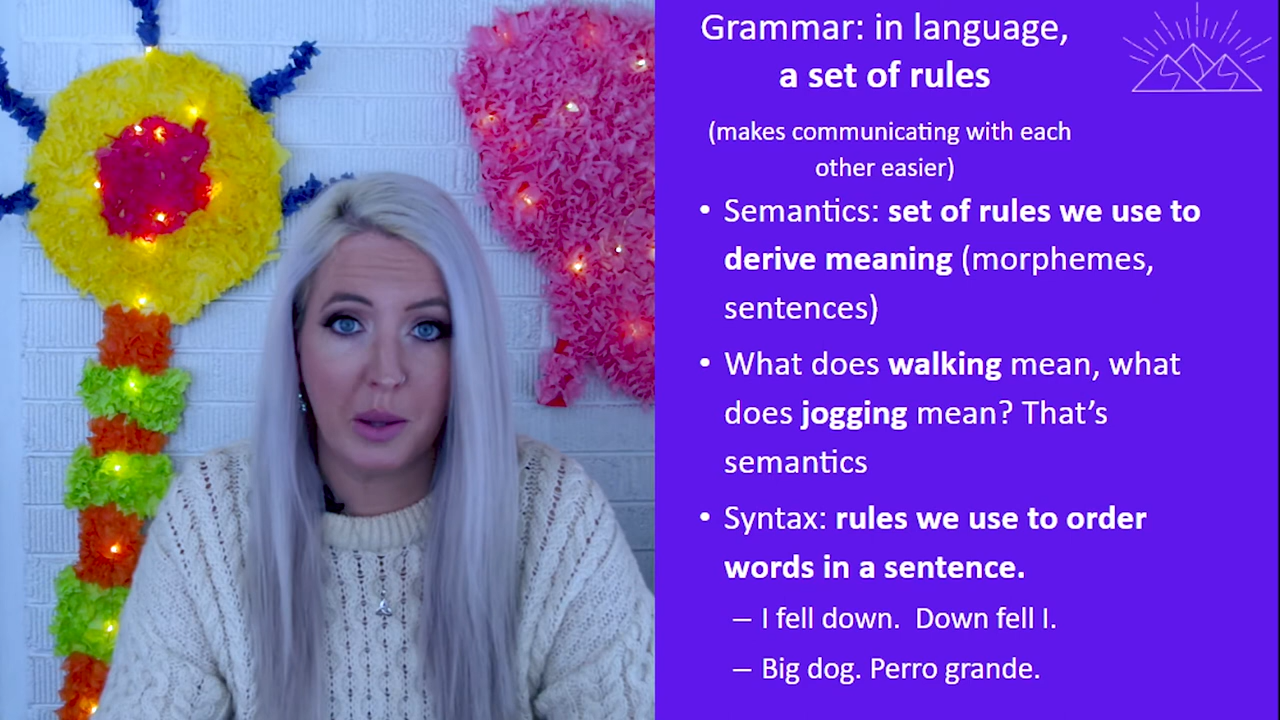 Grammar: in language,
a set of rules
(makes communicating with each
other easier)
• Semantics: set of rules we use to
derive meaning (morphemes,
sentences)
• What does walking mean, what
does jogging mean? That’s
semantics
• Syntax: rules we use to order
words in a sentence.
– I fell down.  Down fell I.
– Big dog. Perro grande.